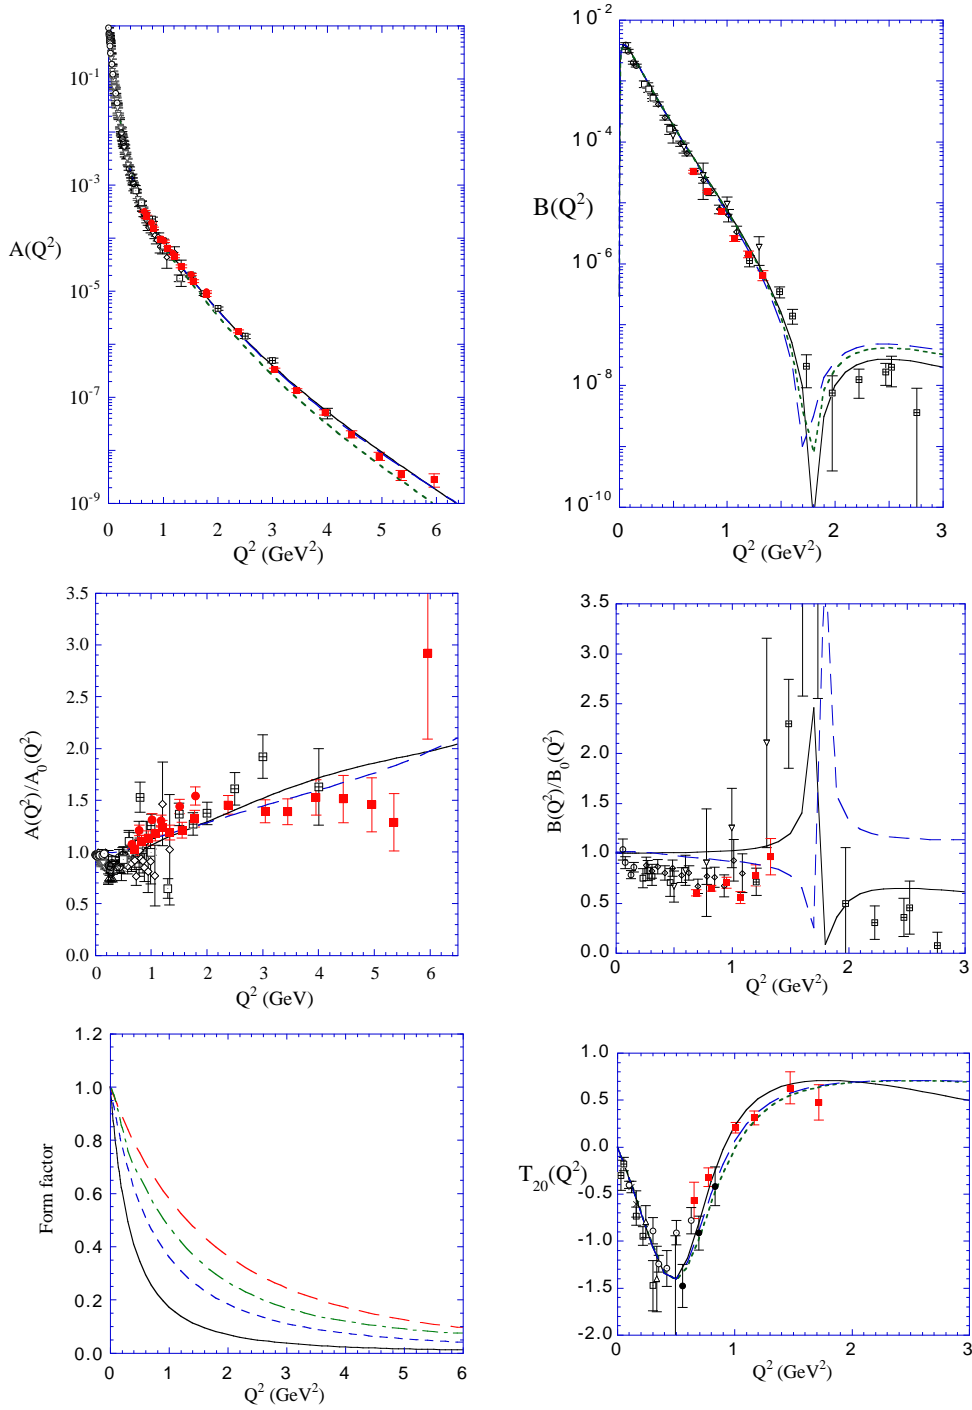 10^-1
10^-3
A(Q^2)
10^-5
10^-7
10^-9
0 1 2 3 4 5 6
Q^2 (GeV^2)
10^-2
10^-4
B(Q^2)
10^-6
10^-8
10^-10
0 1 2 3
Q^2 (GeV^2)
3.5
3.0
2.5
2.0
1.5
1.0
0.5
0.0
A(Q^2)/A_0(Q^2)
0 1 2 3 4 5 6
Q^2 (GeV)
3.5
3.0
2.5
2.0
1.5
1.0
0.5
0.0
B(Q^2)/B_0(Q^2)
0 1 2 3
Q^2 (GeV^2)
1.2
1.0
0.8
0.6
0.4
0.2
0.0
Form factor
0 1 2 3 4 5 6
Q^2 (GeV^2)
1.0
0.5
0.0
T_20(Q^2)
-0.5
-1.0
-1.5
-2.0
0 1 2 3
Q^2 (GeV^2)